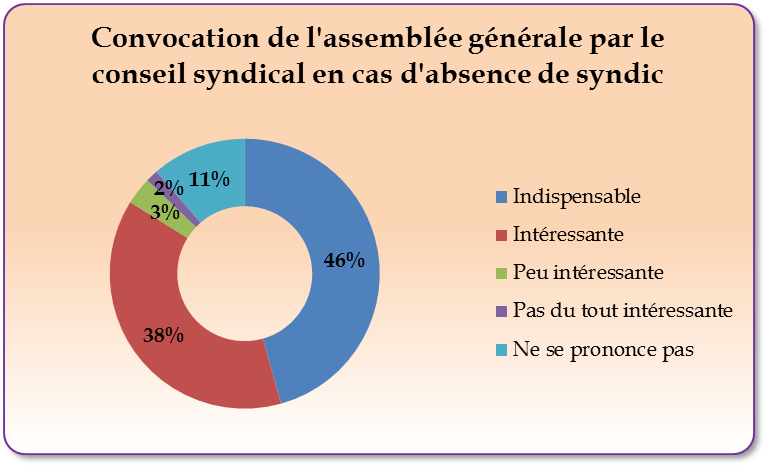 Convocation de l'assemblée générale par le
conseil syndical en cas d'absence de syndic
11%
2%
3%
46%
38%
Indispensable
Intéressante
Peu intéressante
Pas du tout intéressante
Ne se prononce pas